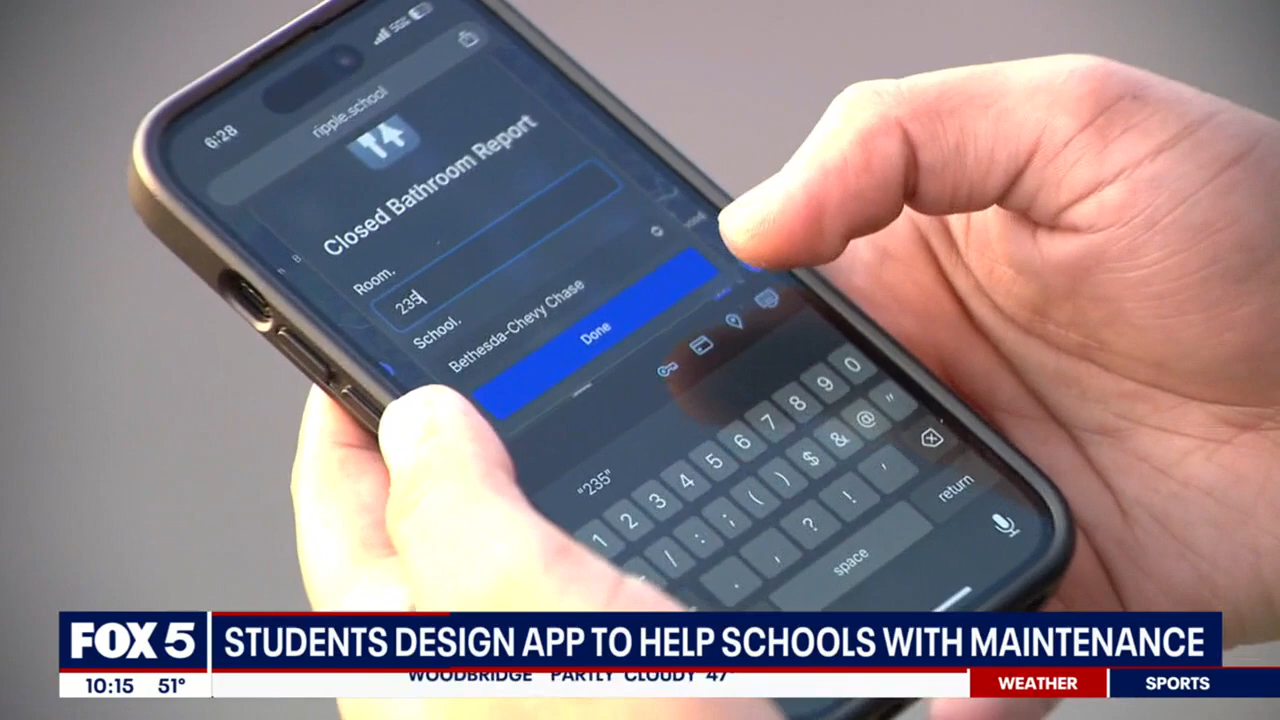 6:28
5G
ripple.school
Closed Bathroom Report
Room.
235
School.
Bethesda-Chevy Chase
Done
"235"
1 2 3 4 5 6 7 8 9 0
/ : ; ( ) $ & @ "
. , ? ! '
space
return
FOX 5
STUDENTS DESIGN APP TO HELP SCHOOLS WITH MAINTENANCE
10:15 51°
WOODBRIDGE PARTLY CLOUDY 47°
WEATHER
SPORTS